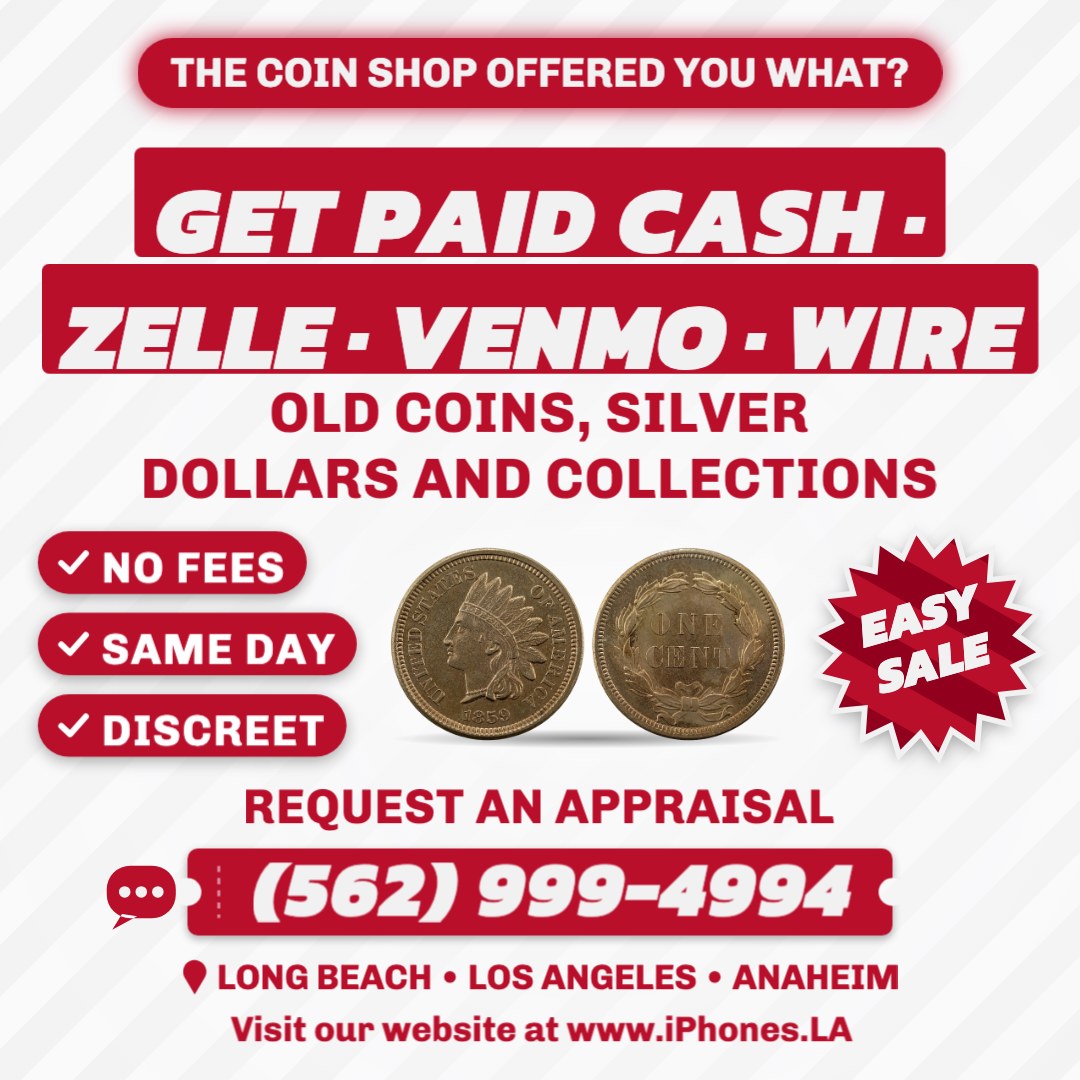 THE COIN SHOP OFFERED YOU WHAT?
GET PAID CASH ·
ZELLE · VENMO · WIRE
OLD COINS, SILVER
DOLLARS AND COLLECTIONS
NO FEES
SAME DAY
DISCREET
UNITED STATES OF AMERICA
1859
ONE
CENT
EASY
SALE
REQUEST AN APPRAISAL
(562) 999-4994
LONG BEACH • LOS ANGELES • ANAHEIM
Visit our website at www.iPhones.LA